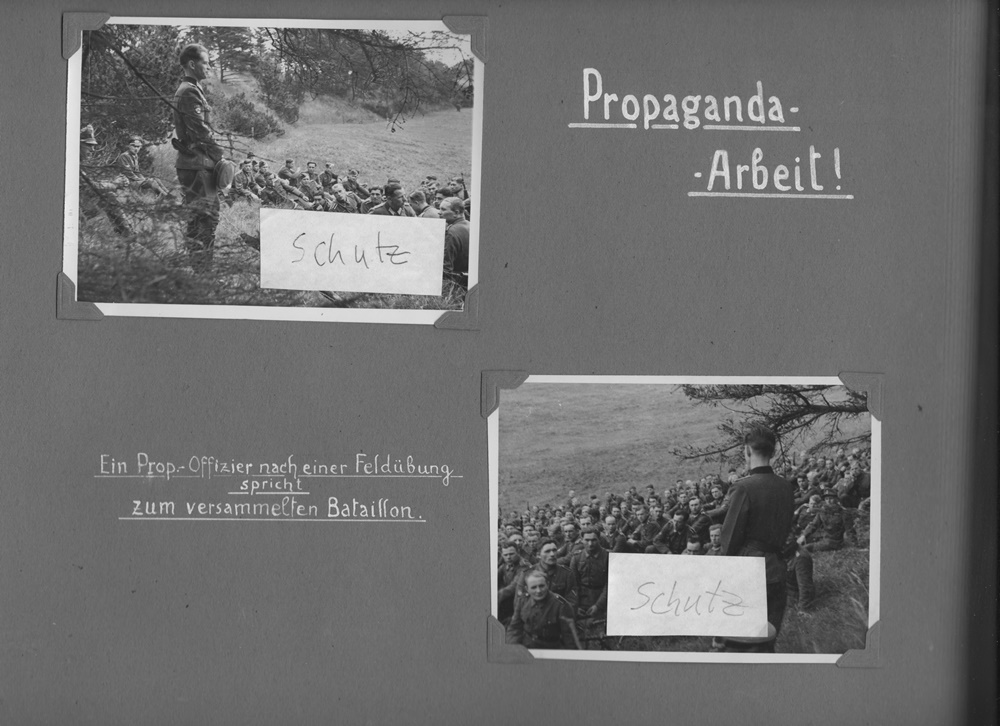 Propaganda-
-Arbeit!
Schutz
Ein Prop.-Offizier nach einer Feldübung
spricht
zum versammelten Bataillon.
Schutz